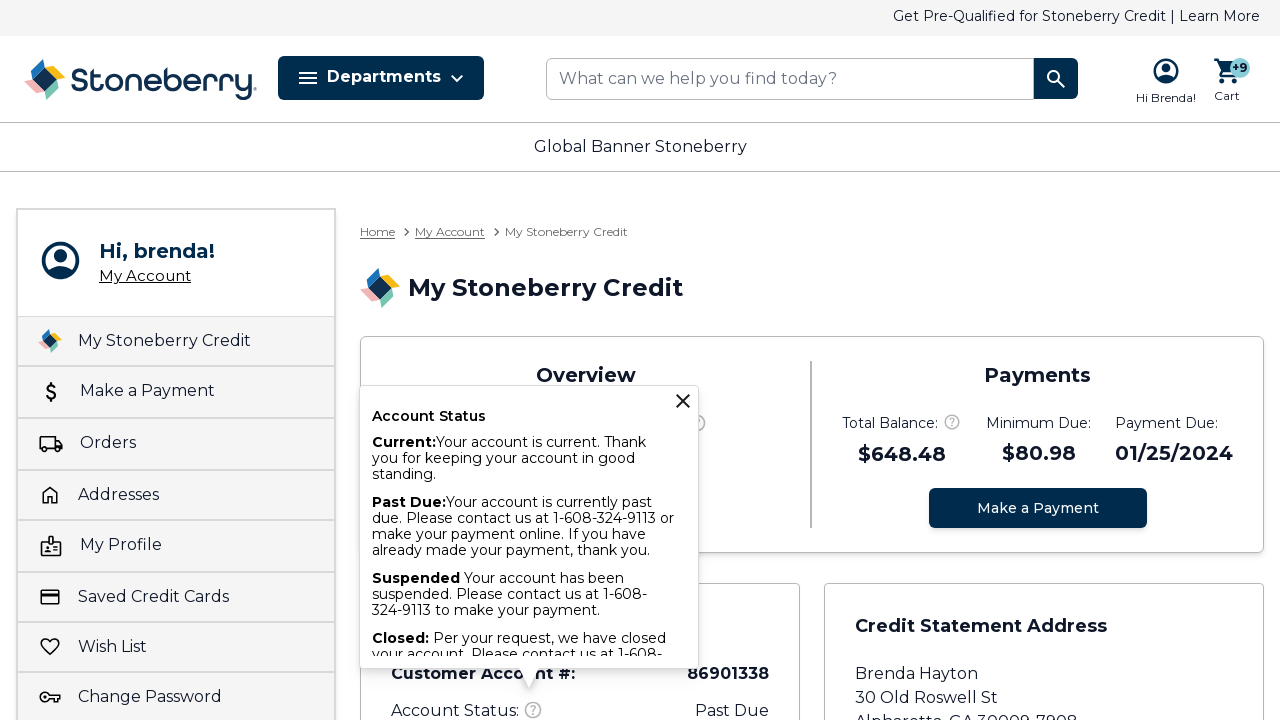 Get Pre-Qualified for Stoneberry Credit | Learn More
Stoneberry
Departments
What can we help you find today?
Hi Brenda!
+9
Cart
Global Banner Stoneberry
Hi, brenda!
My Account
My Stoneberry Credit
Make a Payment
Orders
Addresses
My Profile
Saved Credit Cards
Wish List
Change Password
Home > My Account > My Stoneberry Credit
My Stoneberry Credit
Overview
Account Status
Current:Your account is current. Thank
you for keeping your account in good
standing.
Past Due:Your account is currently past
due. Please contact us at 1-608-324-9113 or
make your payment online. If you have
already made your payment, thank you.
Suspended Your account has been
suspended. Please contact us at 1-608-
324-9113 to make your payment.
Closed: Per your request, we have closed
your account. Please contact us at 1-608-
Payments
Total Balance: ?
$648.48
Minimum Due:
$80.98
Payment Due:
01/25/2024
Make a Payment
Customer Account #: 86901338
Account Status: ? Past Due
Credit Statement Address
Brenda Hayton
30 Old Roswell St
Alpharetta, GA 30009-7908